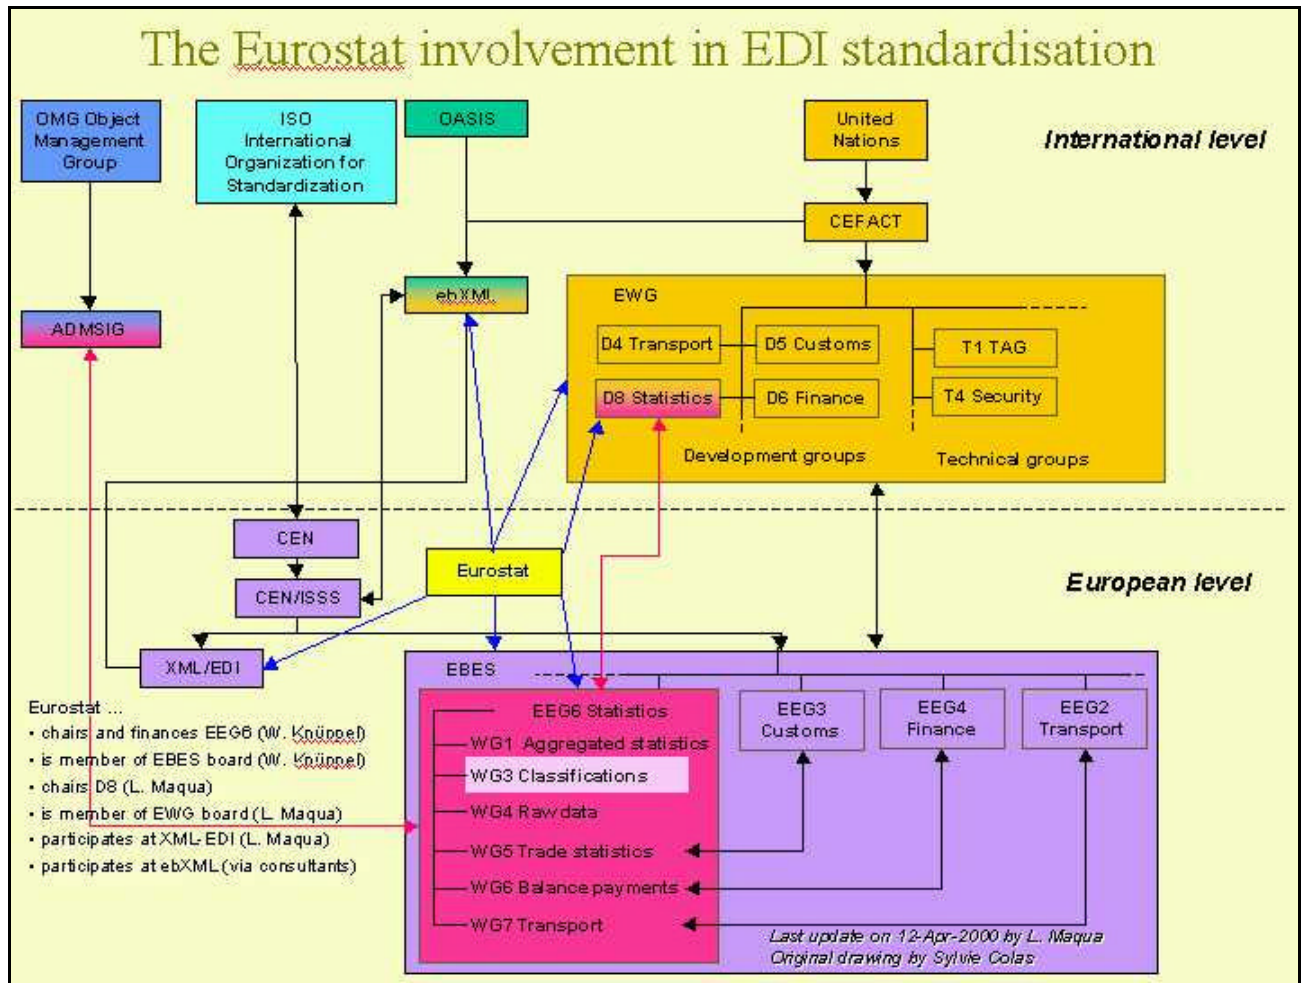 The Eurostat involvement in EDI standardisation
OMG Object
Management
Group
ISO
International
Organization for
Standardization
OASIS
United
Nations
International level
CEFACT
ebXML
ADMSIG
EWG
D4 Transport
D5 Customs
T1 TAG
D8 Statistics
D6 Finance
T4 Security
Development groups
Technical groups
CEN
Eurostat
CEN/ISSS
European level
XML/EDI
EBES
EEG6 Statistics
EEG3
Customs
EEG4
Finance
EEG2
Transport
WG1 Aggregated statistics
WG3 Classifications
WG4 Raw data
WG5 Trade statistics
WG6 Balance payments
WG7 Transport
Eurostat ...
• chairs and finances EEG6 (W. Knüppel)
• is member of EBES board (W. Knüppel)
• chairs D8 (L. Maqua)
• is member of EWG board (L. Maqua)
• participates at XML-EDI (L. Maqua)
• participates at ebXML (via consultants)
Last update on 12-Apr-2000 by L. Maqua
Original drawing by Sylvie Colas